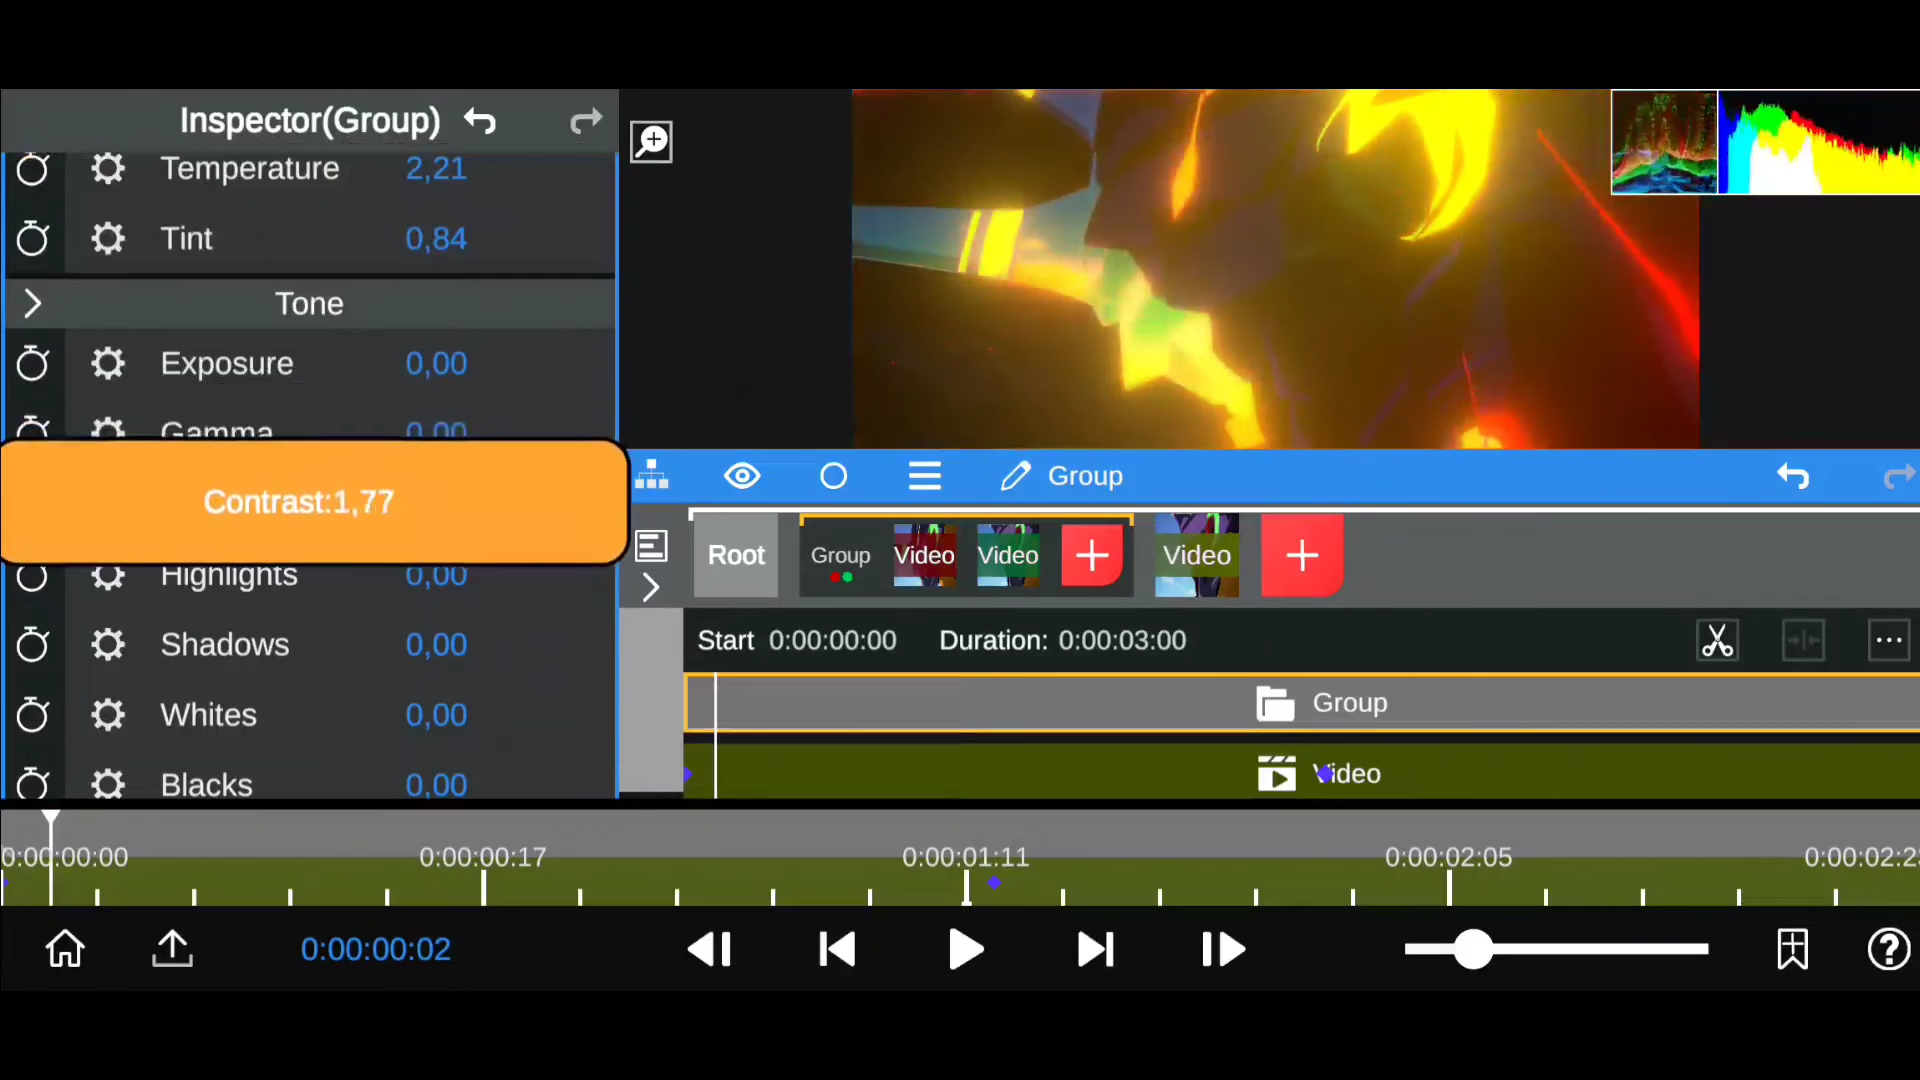 Inspector(Group)
Temperature 2,21
Tint 0,84
Tone
Exposure 0,00
Gamma 0,00
Contrast:1,77
Highlights 0,00
Shadows 0,00
Whites 0,00
Blacks 0,00
Group
Root
Group
Video
Video
Video
Start 0:00:00:00 Duration: 0:00:03:00
Group
Video
0:00:00:00 0:00:00:17 0:00:01:11 0:00:02:05
0:00:00:02